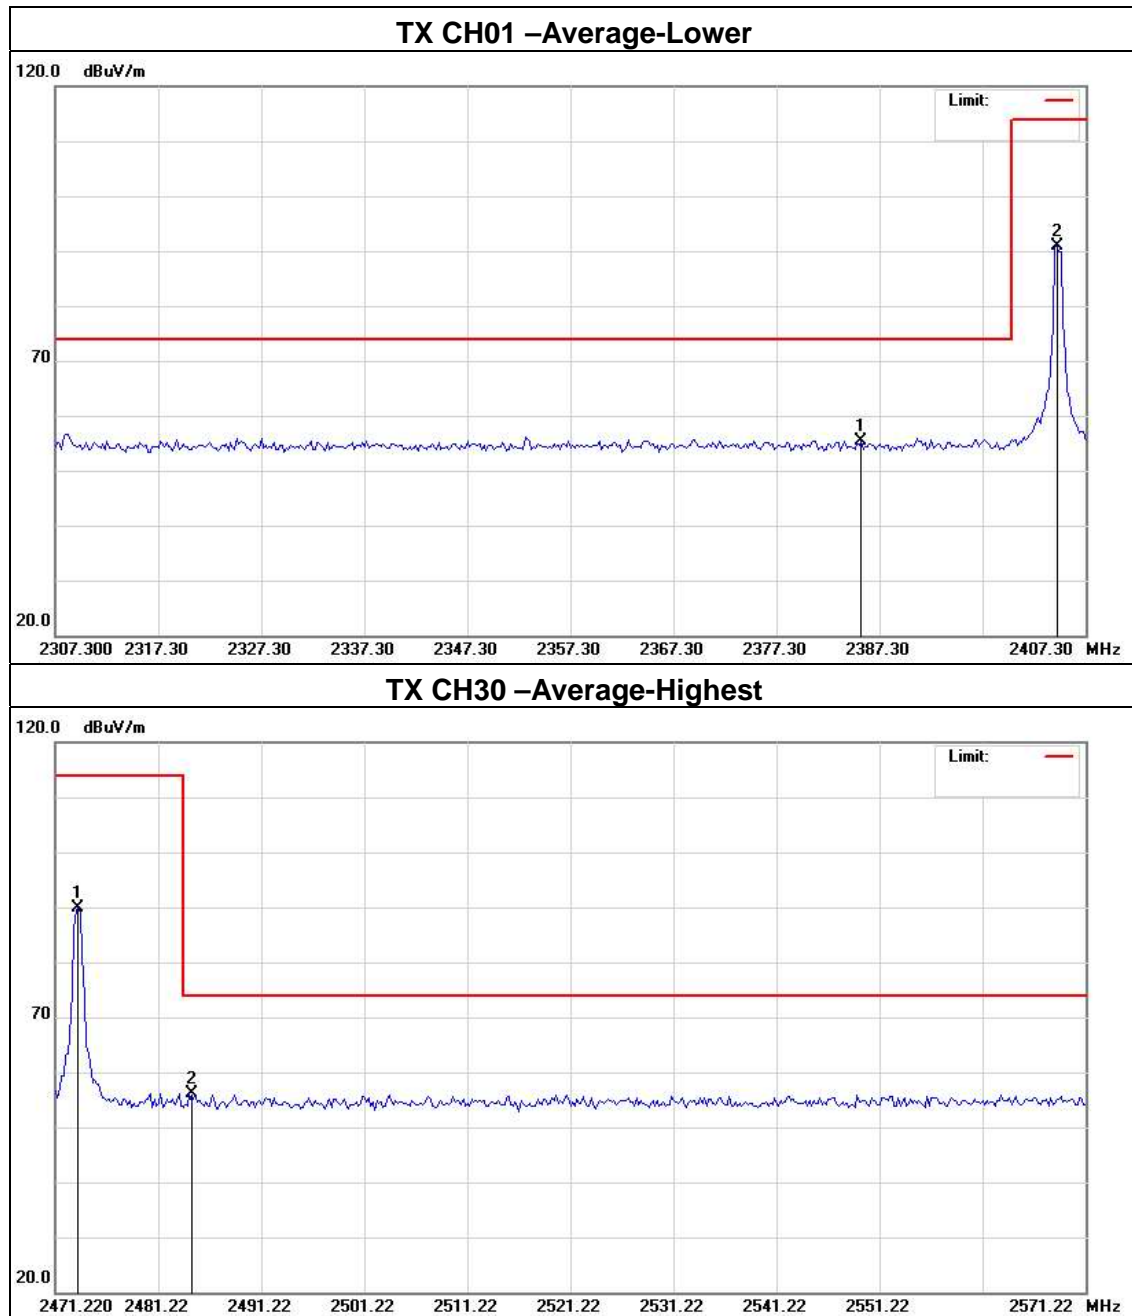 TX CH01 –Average-Lower
120.0 dBuV/m
Limit:
2
70
1
20.0
2307.300 2317.30 2327.30 2337.30 2347.30 2357.30 2367.30 2377.30 2387.30 2407.30 MHz
TX CH30 –Average-Highest
120.0 dBuV/m
Limit:
1
70
2
20.0
2471.220 2481.22 2491.22 2501.22 2511.22 2521.22 2531.22 2541.22 2551.22 2571.22 MHz